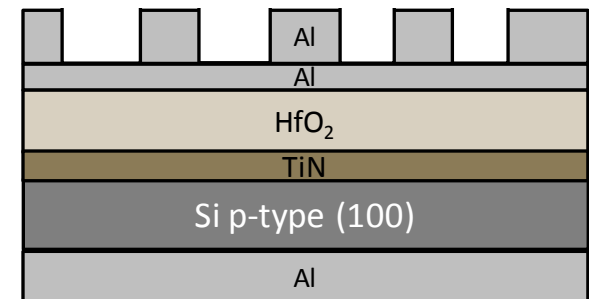 Al
Al
HfO₂
TiN
Si p-type (100)
Al